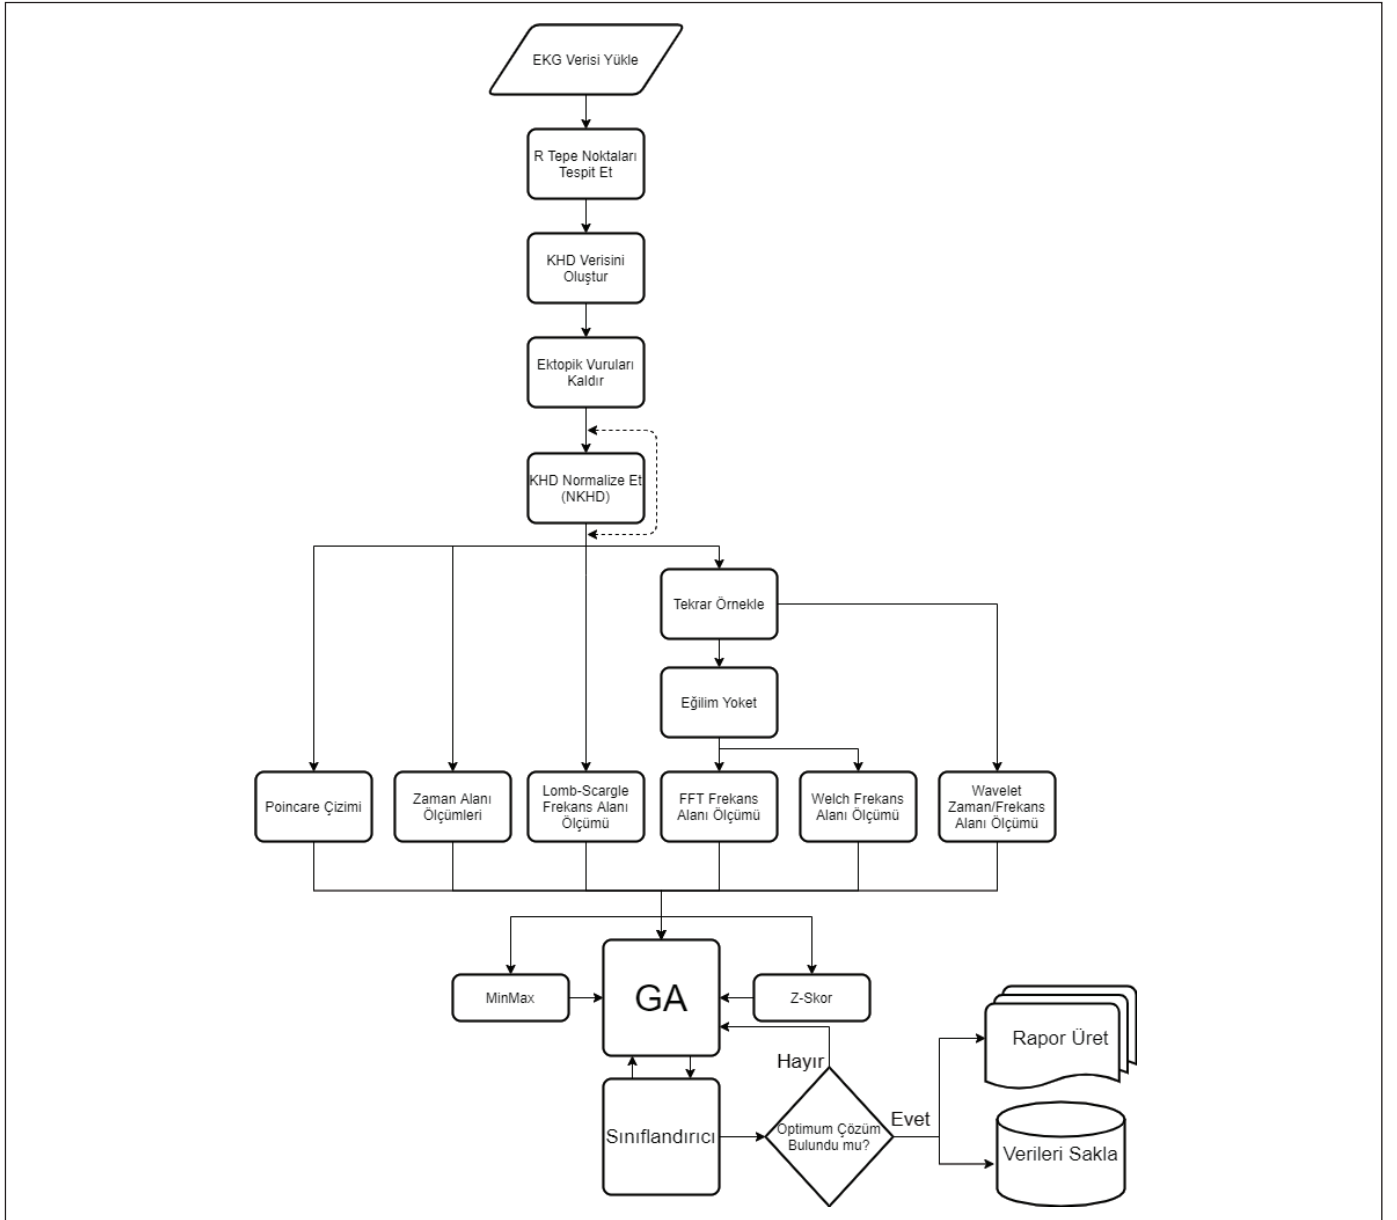 EKG Verisi Yükle
R Tepe Noktaları
Tespit Et
KHD Verisini
Oluştur
Ektopik Vuruları
Kaldır
KHD Normalize Et
(NKHD)
Tekrar Örnekle
Eğilim Yoket
Poincare Çizimi
Zaman Alanı
Ölçümleri
Lomb-Scargle
Frekans Alanı
Ölçümü
FFT Frekans
Alanı Ölçümü
Welch Frekans
Alanı Ölçümü
Wavelet
Zaman/Frekans
Alanı Ölçümü
MinMax
GA
Z-Skor
Hayır
Rapor Üret
Sınıflandırıcı
Optimum Çözüm
Bulundu mu?
Evet
Verileri Sakla